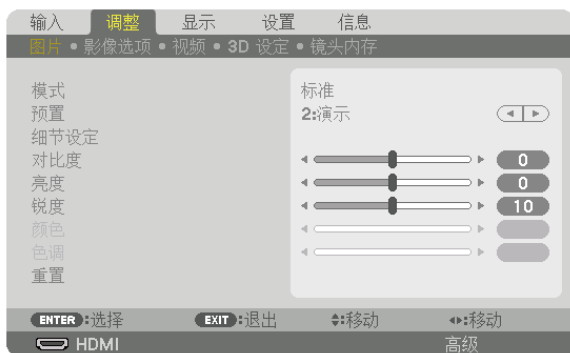 输入 调整 显示 设置 信息
图片 • 影像选项 • 视频 • 3D 设定 • 镜头内存
模式 标准
预置 2:演示
细节设定
对比度 0
亮度 0
锐度 10
颜色
色调
重置
ENTER:选择 EXIT:退出 ♦:移动 ◂▸:移动
HDMI 高级